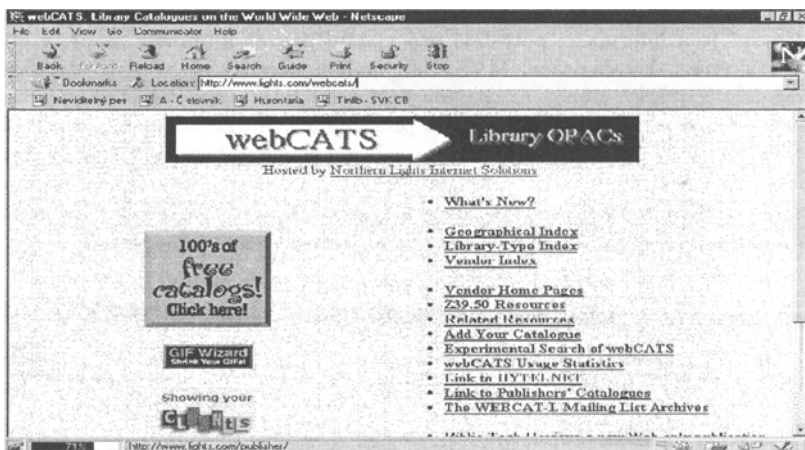 webCATS. Library Catalogues on the World Wide Web - Netscape
File Edit View Go Communicator Help
Back Forward Reload Home Search Guide Print Security Stop
Bookmarks Location: http://www.lights.com/webcats/
Neviditelný pes A - Č slovník Hurontaria Tinlib - SVK CB
webCATS Library OPACs
Hosted by Northern Lights Internet Solutions
• What's New?
• Geographical Index
• Library-Type Index
• Vendor Index
• Vendor Home Pages
• Z39.50 Resources
• Related Resources
• Add Your Catalogue
• Experimental Search of webCATS
• webCATS Usage Statistics
• Link to HYTELNET
• Link to Publishers' Catalogues
• The WEBCAT-L Mailing List Archives
100's of
free
catalogs!
Click here!
GIF Wizard
Shrink Your GIFs!
Showing your
http://www.lights.com/publisher/